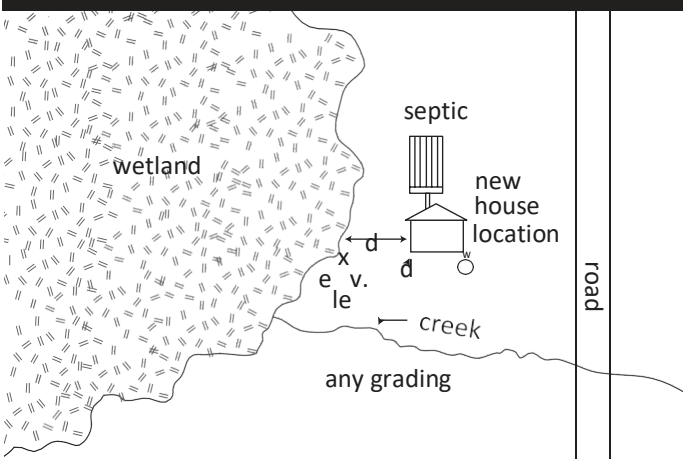 septic
wetland
new
house
location
d
w
x
e v.
le
d
road
creek
any grading